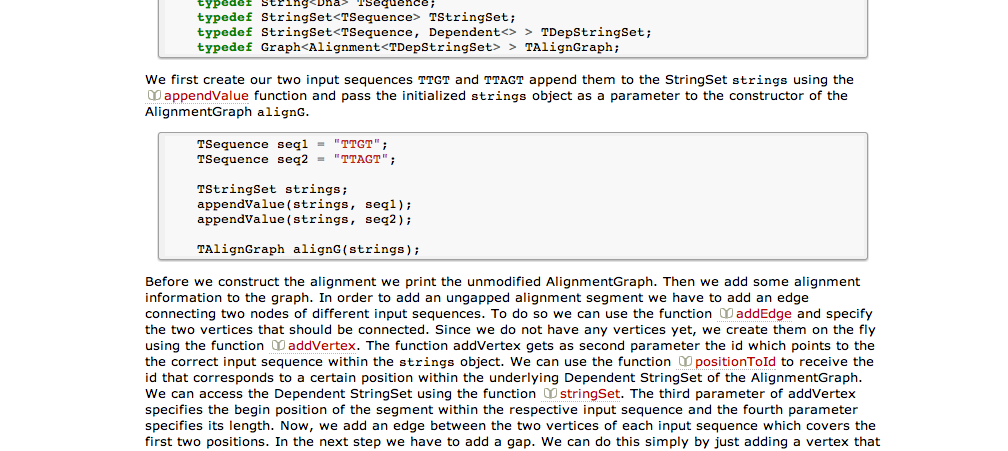 typedef String<Dna> TSequence;
typedef StringSet<TSequence> TStringSet;
typedef StringSet<TSequence, Dependent<> > TDepStringSet;
typedef Graph<Alignment<TDepStringSet> > TAlignGraph;
We first create our two input sequences TTGT and TTAGT append them to the StringSet strings using the
appendValue function and pass the initialized strings object as a parameter to the constructor of the
AlignmentGraph alignG.
TSequence seq1 = "TTGT";
TSequence seq2 = "TTAGT";
TStringSet strings;
appendValue(strings, seq1);
appendValue(strings, seq2);
TAlignGraph alignG(strings);
Before we construct the alignment we print the unmodified AlignmentGraph. Then we add some alignment
information to the graph. In order to add an ungapped alignment segment we have to add an edge
connecting two nodes of different input sequences. To do so we can use the function addEdge and specify
the two vertices that should be connected. Since we do not have any vertices yet, we create them on the fly
using the function addVertex. The function addVertex gets as second parameter the id which points to the
the correct input sequence within the strings object. We can use the function positionToId to receive the
id that corresponds to a certain position within the underlying Dependent StringSet of the AlignmentGraph.
We can access the Dependent StringSet using the function stringSet. The third parameter of addVertex
specifies the begin position of the segment within the respective input sequence and the fourth parameter
specifies its length. Now, we add an edge between the two vertices of each input sequence which covers the
first two positions. In the next step we have to add a gap. We can do this simply by just adding a vertex that